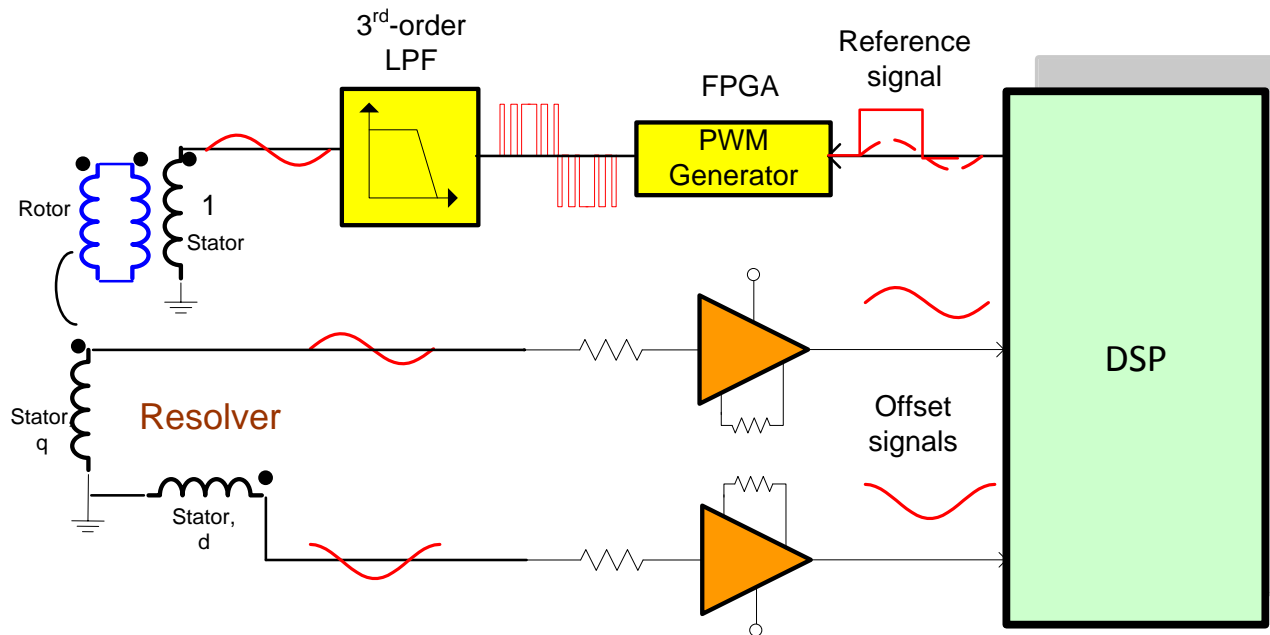 3rd-order
LPF
Reference
signal
FPGA
PWM
Generator
Rotor
1
Stator
DSP
Stator,
q
Resolver
Offset
signals
Stator,
d